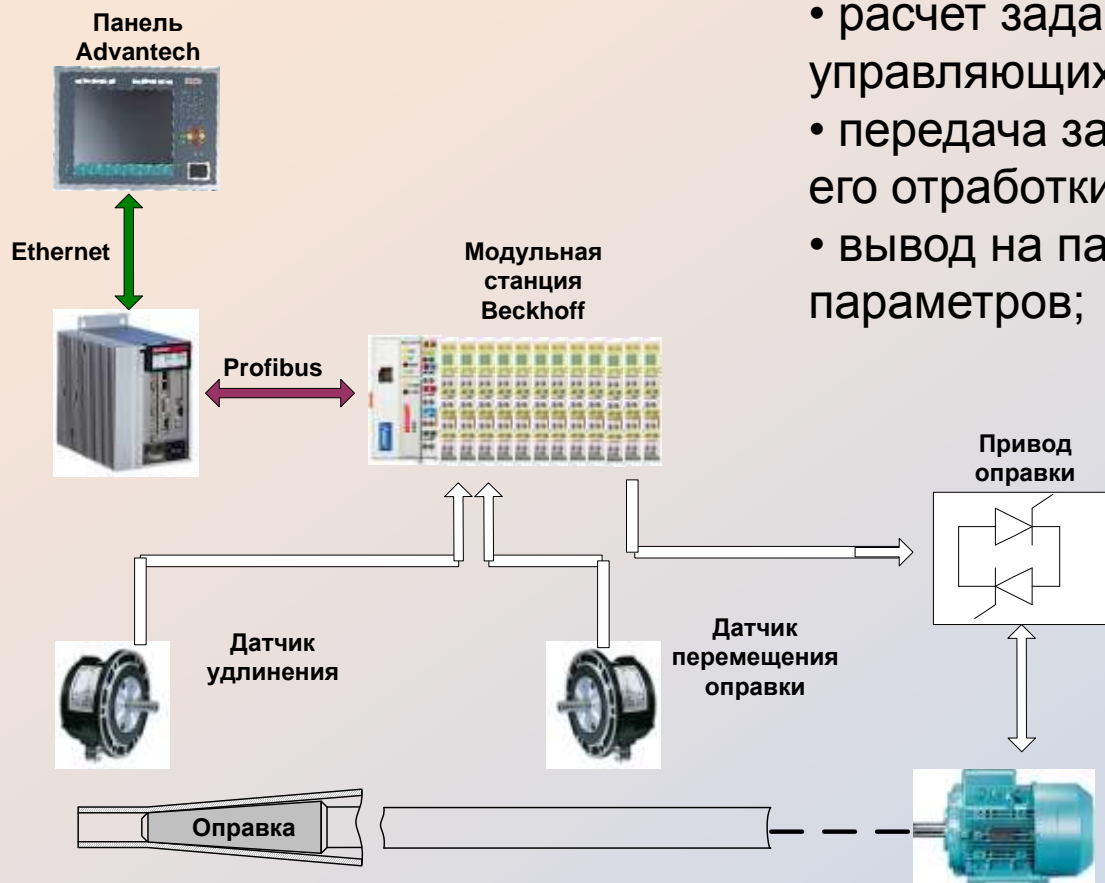 Панель
Advantech
Ethernet
Profibus
Модульная
станция
Beckhoff
• расчет зада
управляющих
• передача за
его отработки
• вывод на па
параметров;
Привод
оправки
Датчик
удлинения
Датчик
перемещения
оправки
Оправка